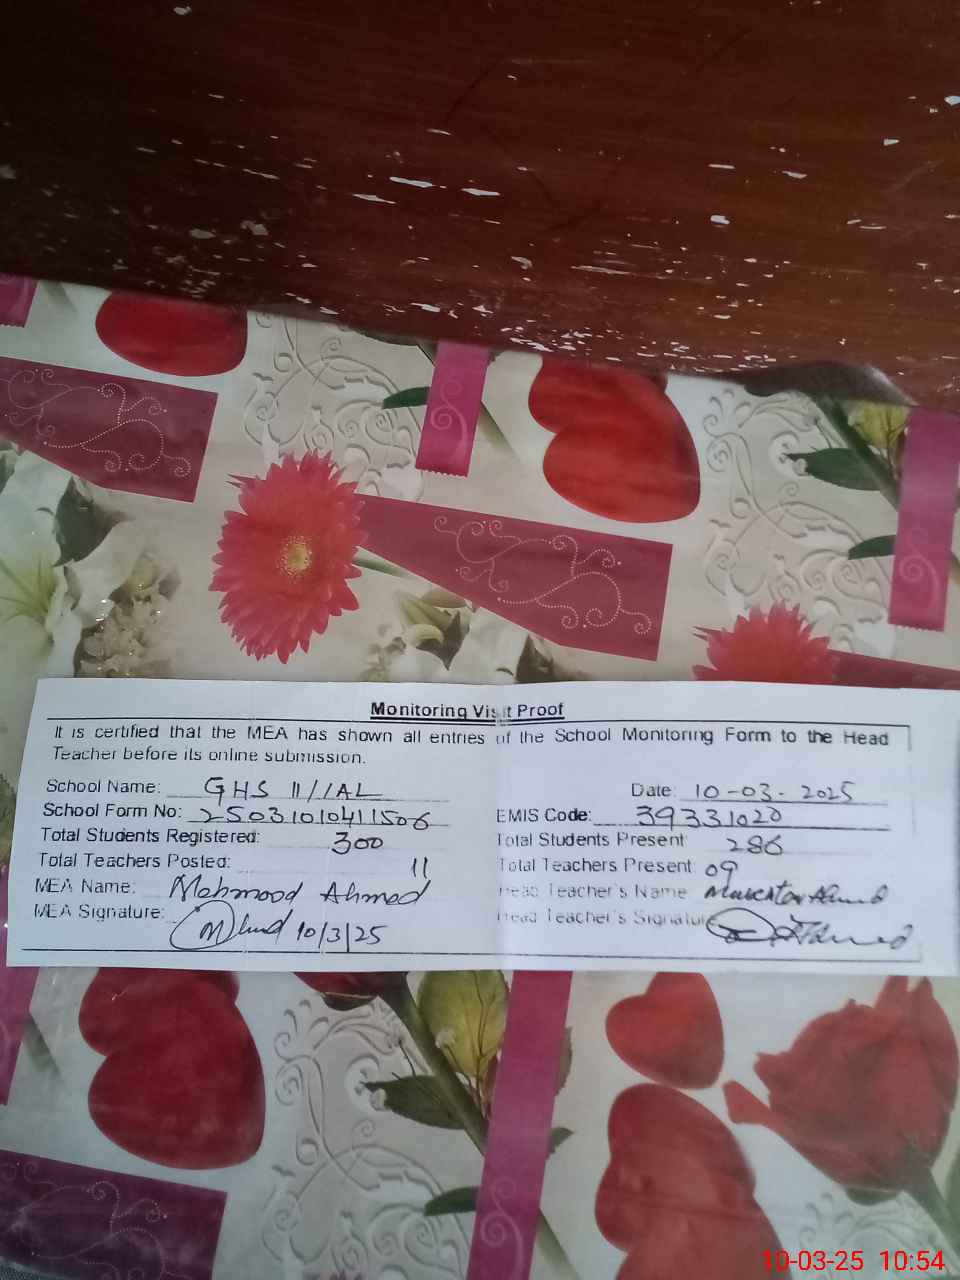 Monitoring Visit Proof
It is certified that the MEA has shown all entries of the School Monitoring Form to the Head
Teacher before its online submission.
School Name: GHS 11/1AL Date: 10-03-2025
School Form No: 25031010411506 EMIS Code: 39331020
Total Students Registered: 300 Total Students Present: 286
Total Teachers Posted: 11 Total Teachers Present: 09
MEA Name: Mehmood Ahmed Head Teacher's Name Ahmed
MEA Signature: 10/3/25 Head Teacher's Signature
10-03-25 10:54